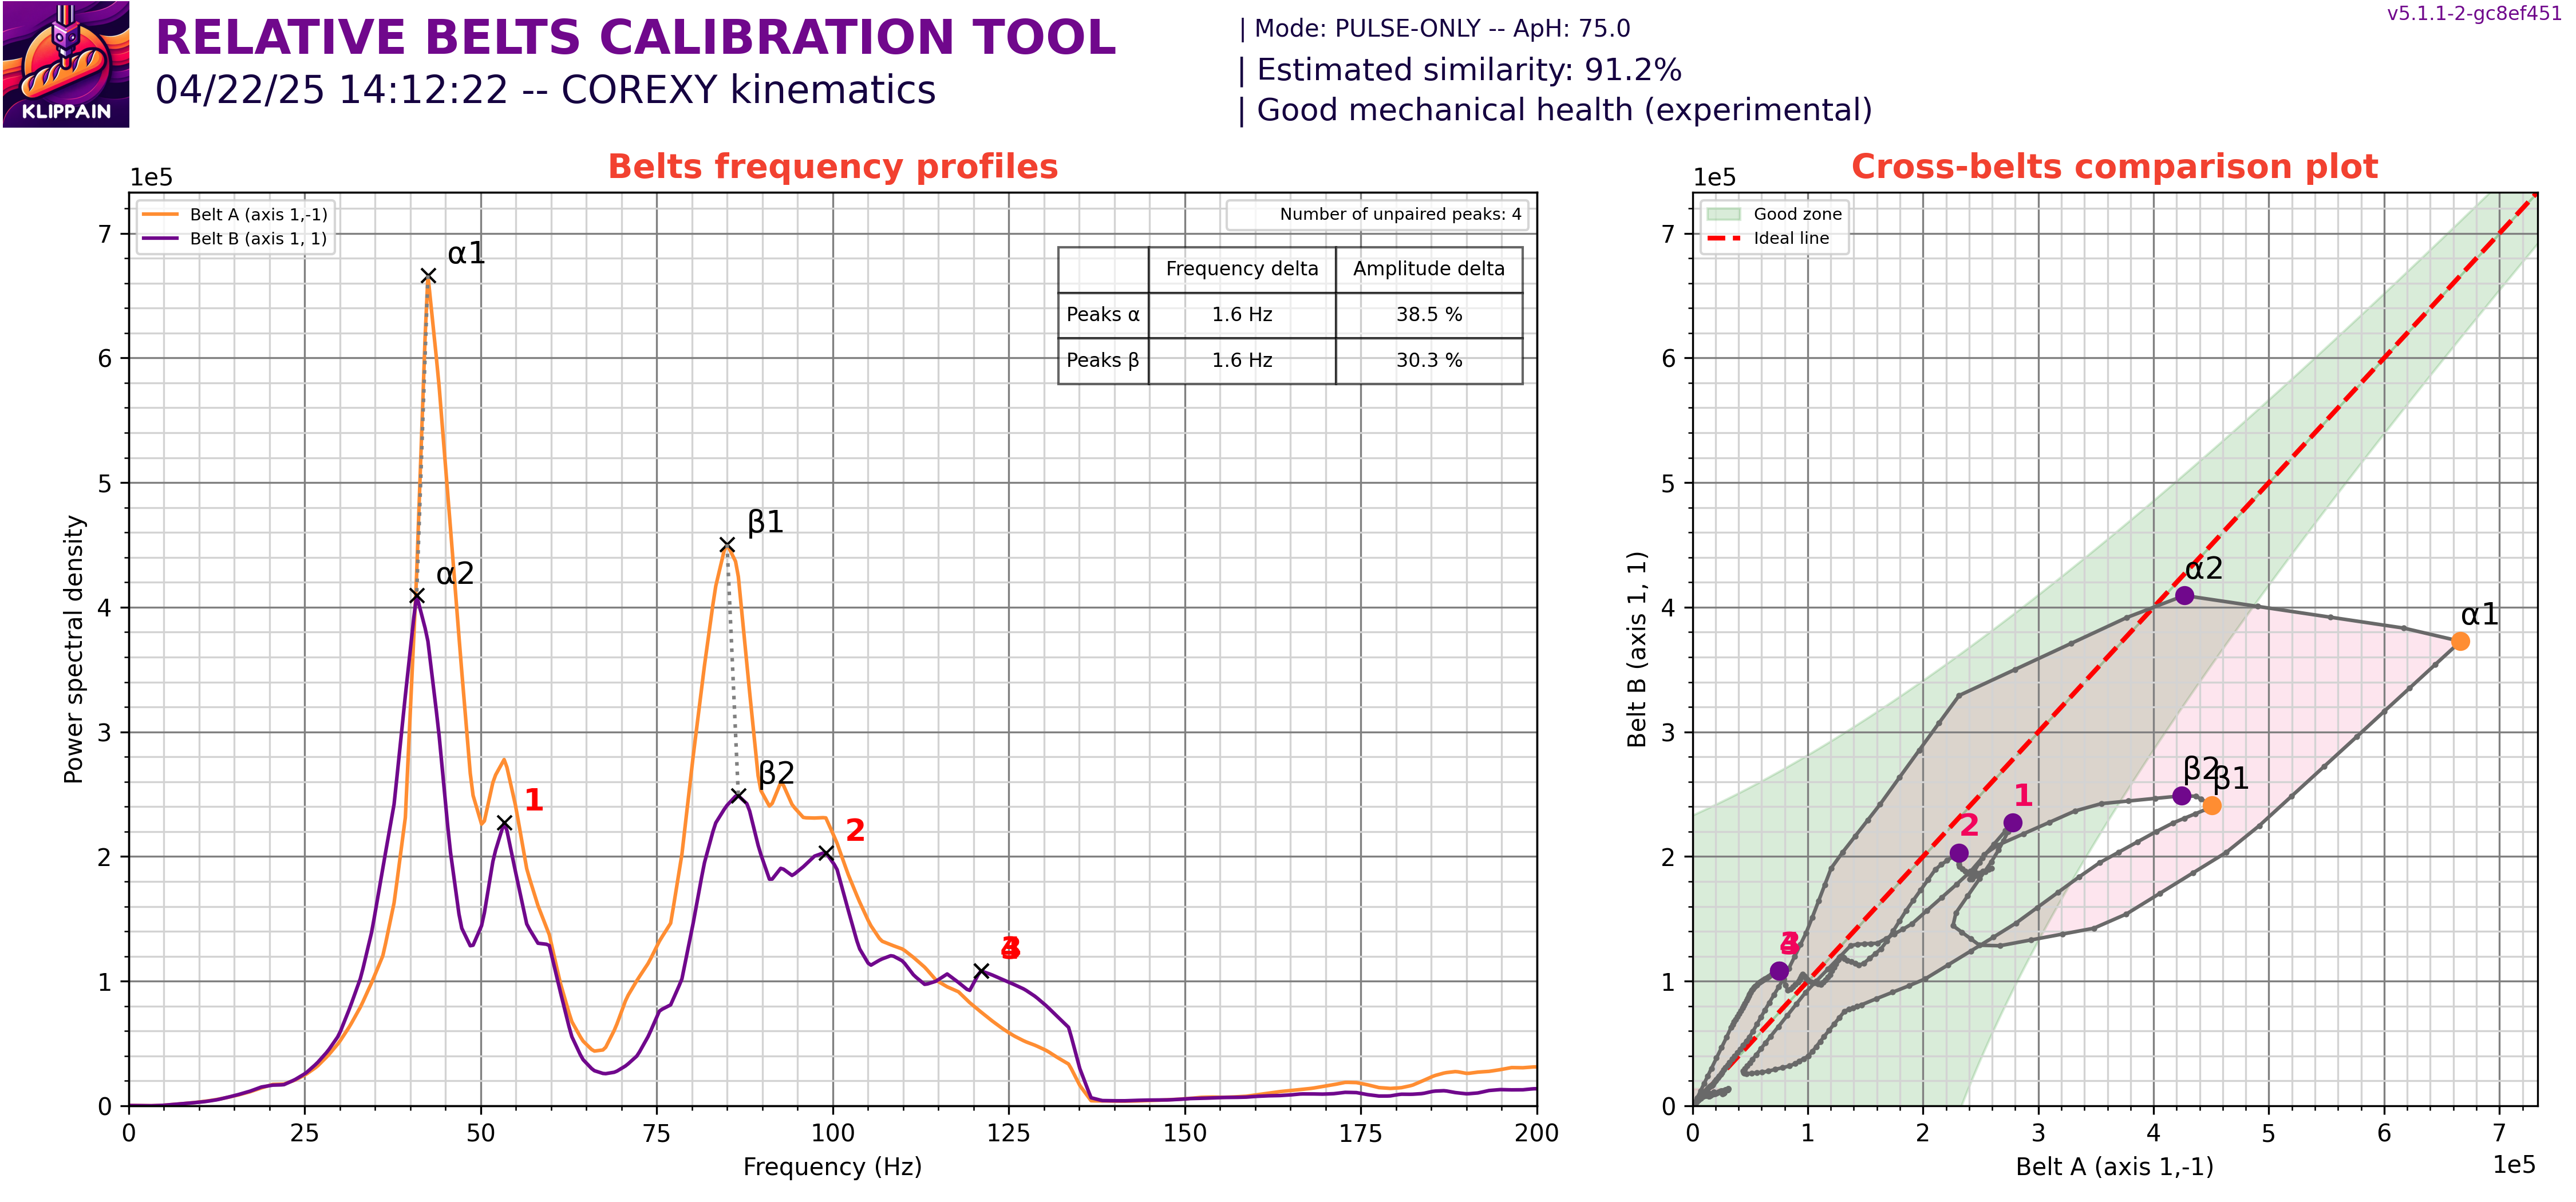 v5.1.1-2-gc8ef451
KLIPPAIN
RELATIVE BELTS CALIBRATION TOOL
04/22/25 14:12:22 -- COREXY kinematics
| Mode: PULSE-ONLY -- ApH: 75.0
| Estimated similarity: 91.2%
| Good mechanical health (experimental)
Belts frequency profiles
1e5
Belt A (axis 1,-1)
Belt B (axis 1, 1)
Number of unpaired peaks: 4
Frequency delta Amplitude delta
Peaks α 1.6 Hz 38.5 %
Peaks β 1.6 Hz 30.3 %
α1
α2
β1
β2
1
2
7
6
5
4
3
2
1
0
Power spectral density
0 25 50 75 100 125 150 175 200
Frequency (Hz)
Cross-belts comparison plot
1e5
Good zone
Ideal line
α2
α1
β2
β1
1
2
7
6
5
4
3
2
1
0
Belt B (axis 1, 1)
0 1 2 3 4 5 6 7
Belt A (axis 1,-1)
1e5